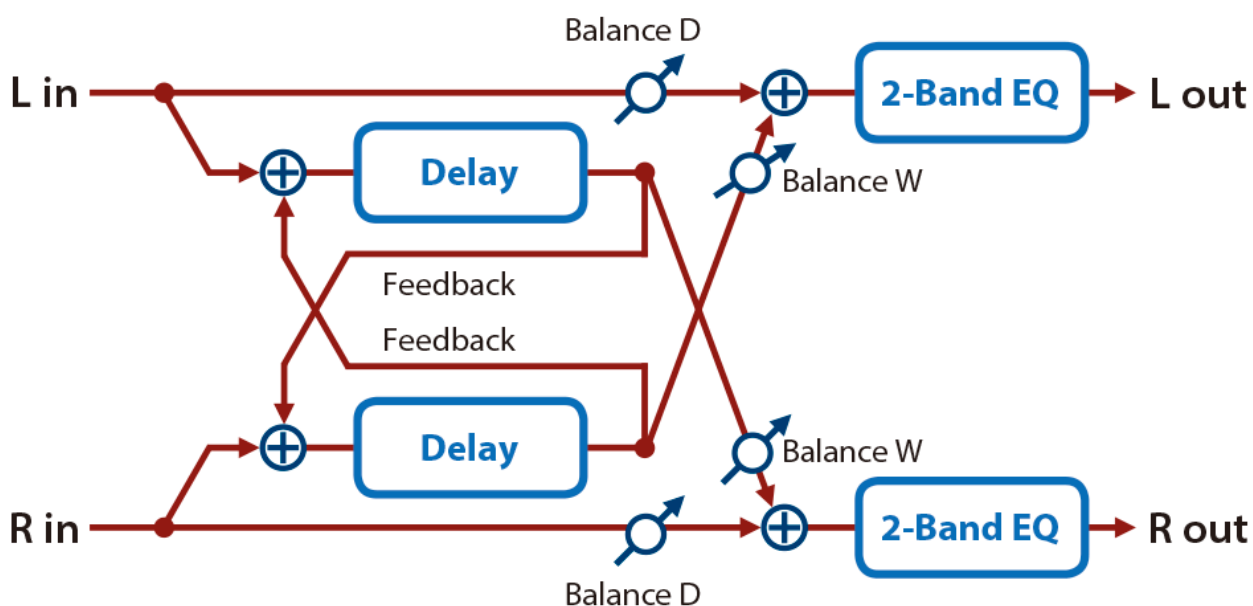 Balance D
L in
2-Band EQ
L out
Delay
Balance W
Feedback
Feedback
Delay
Balance W
R in
2-Band EQ
R out
Balance D